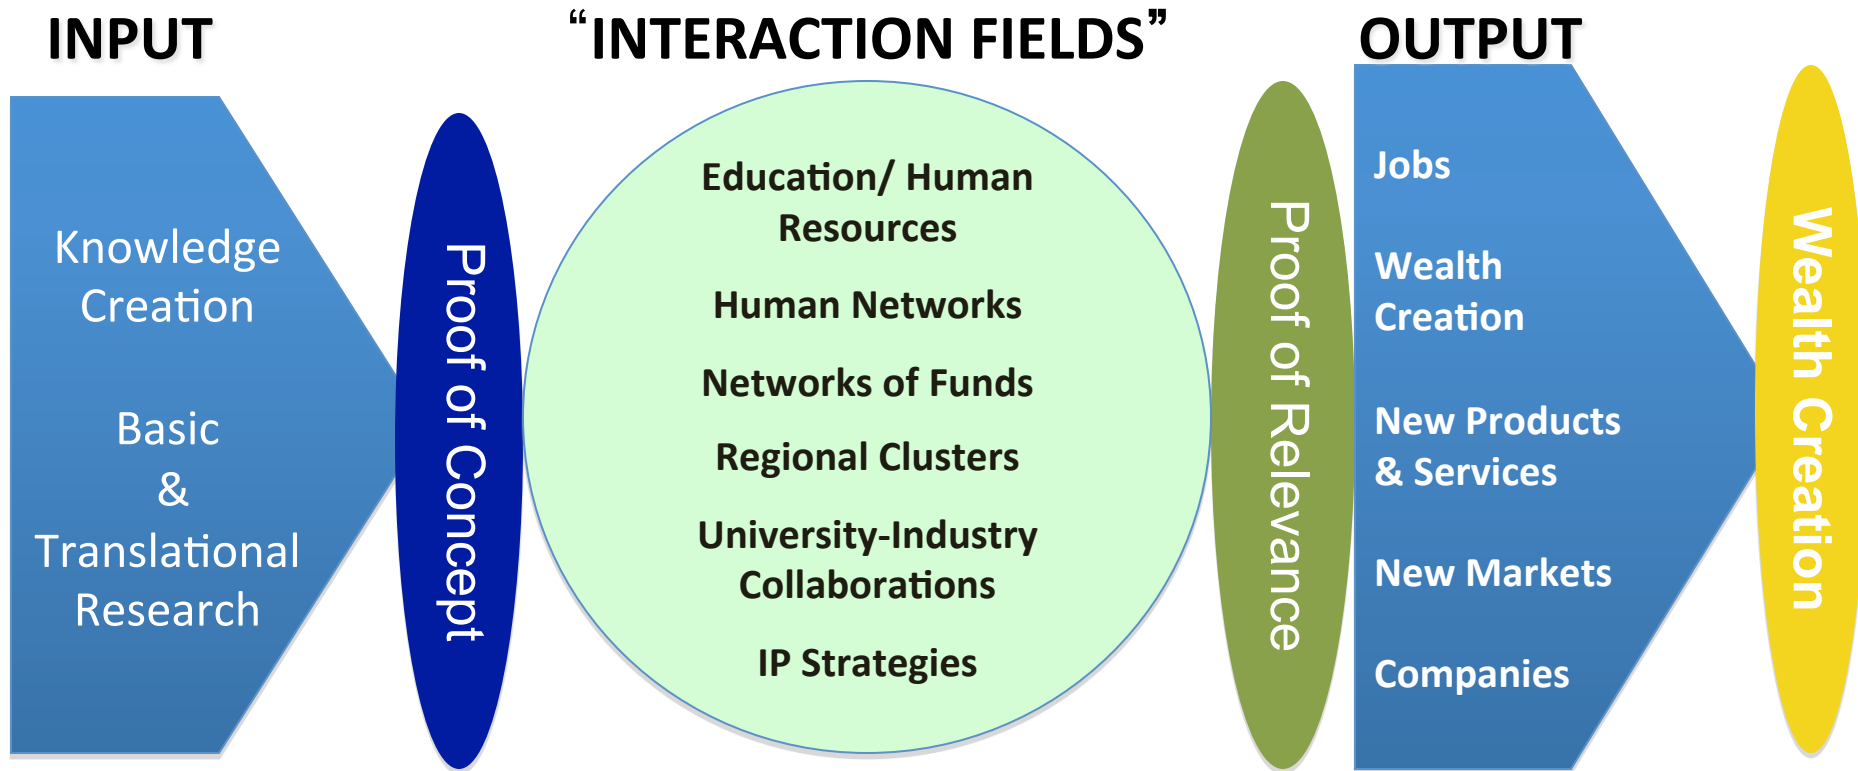 INPUT
Knowledge
Creation
Basic
&
Translational
Research
Proof of Concept
“INTERACTION FIELDS”
Education/ Human
Resources
Human Networks
Networks of Funds
Regional Clusters
University-Industry
Collaborations
IP Strategies
Proof of Relevance
OUTPUT
Jobs
Wealth
Creation
New Products
& Services
New Markets
Companies
Wealth Creation